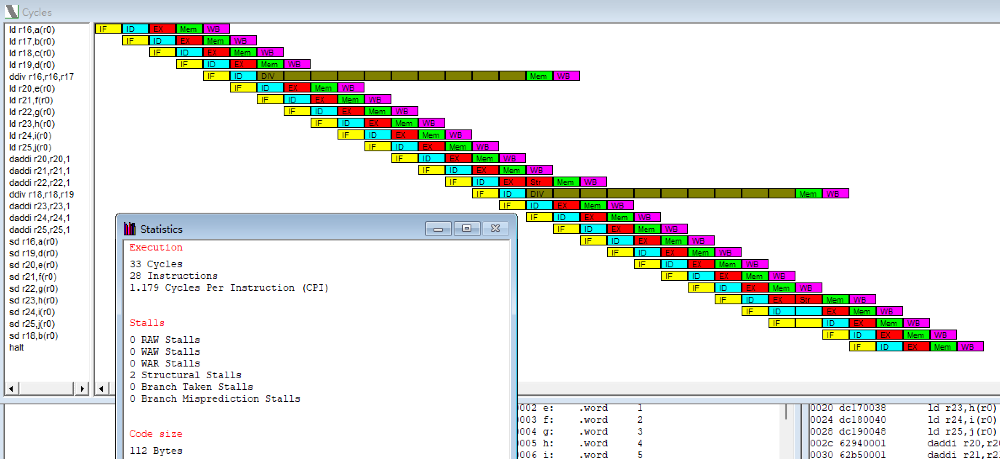 Cycles
ld r16,a(r0)
IF ID EX Mem WB
ld r17,b(r0)
IF ID EX Mem WB
ld r18,c(r0)
IF ID EX Mem WB
ld r19,d(r0)
IF ID EX Mem WB
ddiv r16,r16,r17
IF ID DIV Mem WB
ld r20,e(r0)
IF ID EX Mem WB
ld r21,f(r0)
IF ID EX Mem WB
ld r22,g(r0)
IF ID EX Mem WB
ld r23,h(r0)
IF ID EX Mem WB
ld r24,i(r0)
IF ID EX Mem WB
ld r25,j(r0)
IF ID EX Mem WB
daddi r20,r20,1
IF ID EX Mem WB
daddi r21,r21,1
IF ID EX Mem WB
daddi r22,r22,1
IF ID EX Str Mem WB
ddiv r18,r18,r19
IF ID DIV Mem WB
daddi r23,r23,1
IF ID EX Mem WB
daddi r24,r24,1
IF ID EX Mem WB
daddi r25,r25,1
IF ID EX Mem WB
sd r16,a(r0)
IF ID EX Mem WB
sd r19,d(r0)
IF ID EX Mem WB
sd r20,e(r0)
IF ID EX Mem WB
sd r21,f(r0)
IF ID EX Mem WB
sd r22,g(r0)
IF ID EX Mem WB
sd r23,h(r0)
IF ID EX Str Mem WB
sd r24,i(r0)
IF ID EX Mem WB
sd r25,j(r0)
IF ID EX Mem WB
sd r18,b(r0)
IF ID EX Mem WB
halt
IF ID EX Mem WB
Statistics
Execution
33 Cycles
28 Instructions
1.179 Cycles Per Instruction (CPI)
Stalls
0 RAW Stalls
0 WAW Stalls
0 WAR Stalls
2 Structural Stalls
0 Branch Taken Stalls
0 Branch Misprediction Stalls
Code size
112 Bytes
0002 e: .word 1
0003 f: .word 2
0004 g: .word 3
0005 h: .word 4
0006 i: .word 5
0020 dc170038 ld r23,h(r0)
0024 dc180040 ld r24,i(r0)
0028 dc190048 ld r25,j(r0)
002c 62940001 daddi r20,r2
0030 62b50001 daddi r21,r2